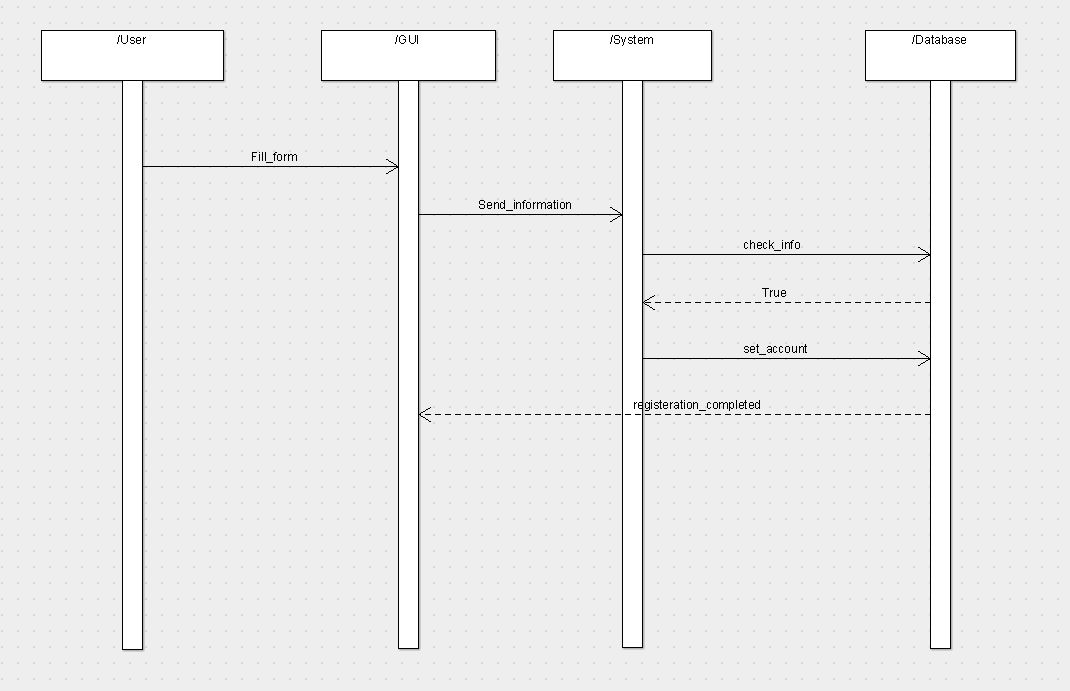 /User
/GUI
/System
/Database
Fill_form
Send_information
check_info
True
set_account
registeration_completed